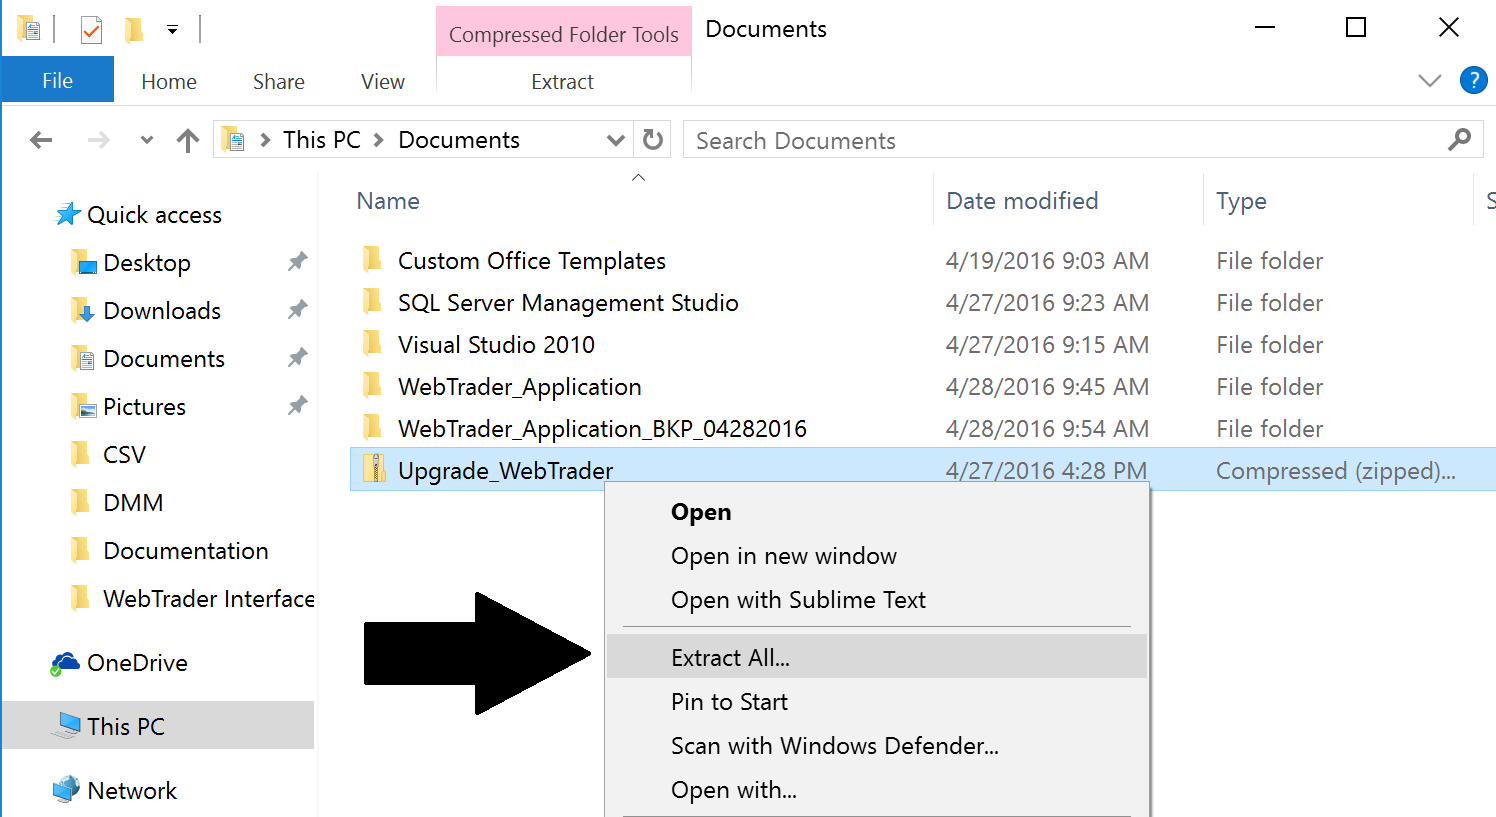 Compressed Folder Tools Documents
File Home Share View Extract ?
This PC Documents Search Documents
Name Date modified Type S
Quick access
Desktop
Downloads
Documents
Pictures
CSV
DMM
Documentation
WebTrader Interface
OneDrive
This PC
Network
Custom Office Templates 4/19/2016 9:03 AM File folder
SQL Server Management Studio 4/27/2016 9:23 AM File folder
Visual Studio 2010 4/27/2016 9:15 AM File folder
WebTrader_Application 4/28/2016 9:45 AM File folder
WebTrader_Application_BKP_04282016 4/28/2016 9:54 AM File folder
Upgrade_WebTrader 4/27/2016 4:28 PM Compressed (zipped)...
Open
Open in new window
Open with Sublime Text
Extract All...
Pin to Start
Scan with Windows Defender...
Open with...